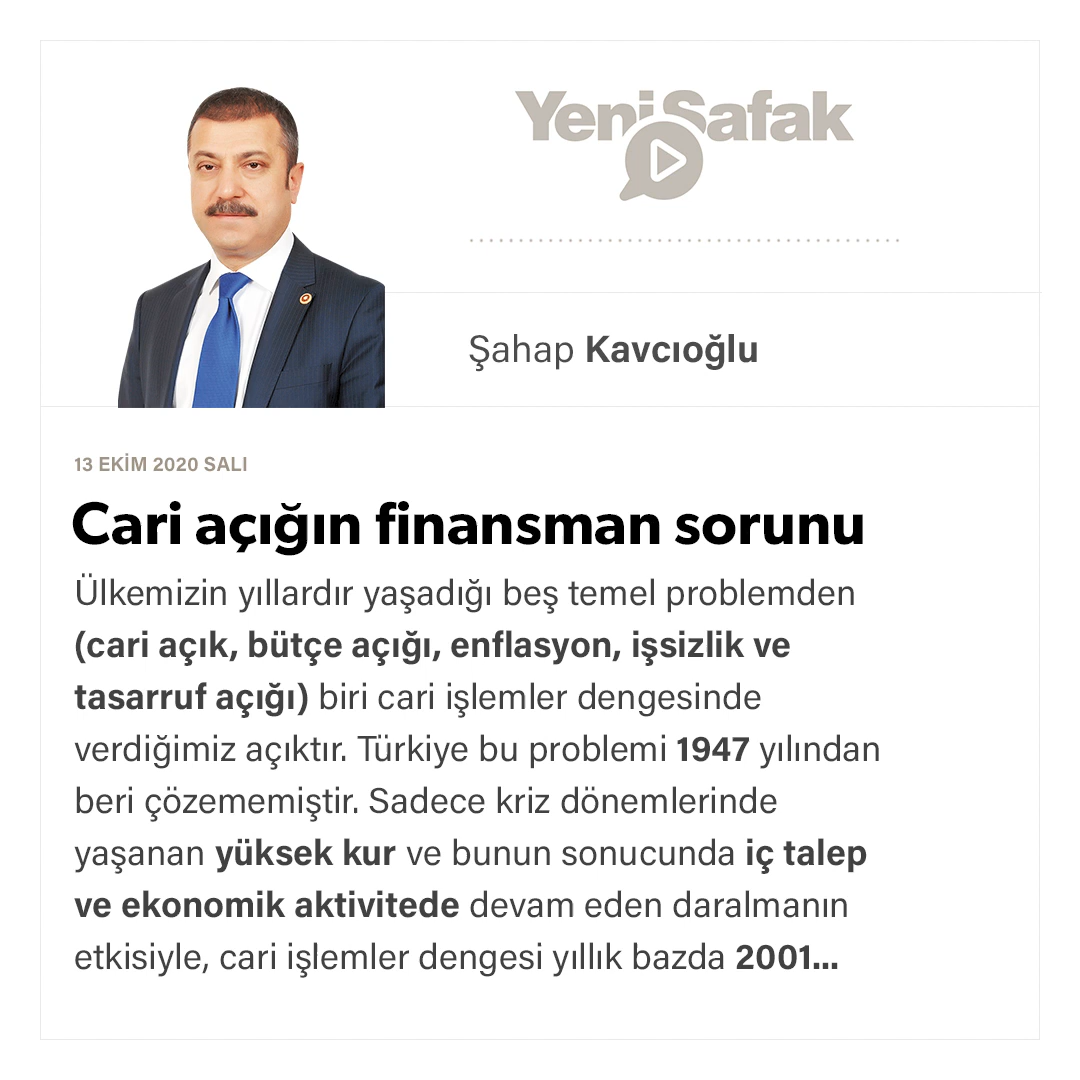 YeniSafak
Şahap Kavcıoğlu
13 EKİM 2020 SALI
Cari açığın finansman sorunu
Ülkemizin yıllardır yaşadığı beş temel problemden
(cari açık, bütçe açığı, enflasyon, işsizlik ve
tasarruf açığı) biri cari işlemler dengesinde
verdiğimiz açıktır. Türkiye bu problemi 1947 yılından
beri çözememiştir. Sadece kriz dönemlerinde
yaşanan yüksek kur ve bunun sonucunda iç talep
ve ekonomik aktivitede devam eden daralmanın
etkisiyle, cari işlemler dengesi yıllık bazda 2001...